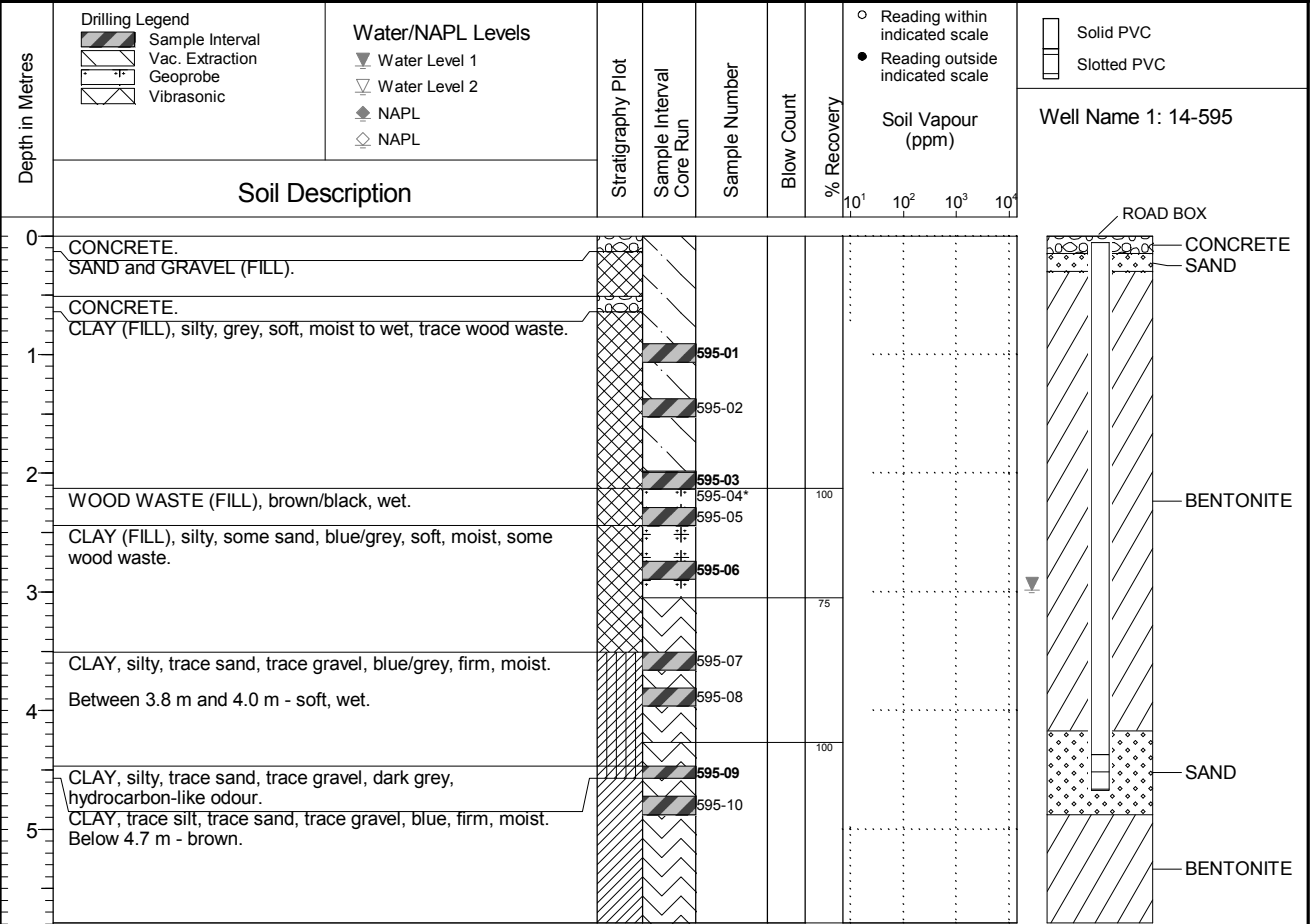 Drilling Legend
Sample Interval
Vac. Extraction
Geoprobe
Vibrasonic
Water/NAPL Levels
Water Level 1
Water Level 2
NAPL
NAPL
Depth in Metres
Soil Description
Stratigraphy Plot
Sample Interval
Core Run
Sample Number
Blow Count
% Recovery
Reading within
indicated scale
Reading outside
indicated scale
Soil Vapour
(ppm)
10¹ 10² 10³ 10⁴
Solid PVC
Slotted PVC
Well Name 1: 14-595
ROAD BOX
0
CONCRETE.
SAND and GRAVEL (FILL).
CONCRETE.
CLAY (FILL), silty, grey, soft, moist to wet, trace wood waste.
1
595-01
595-02
2
595-03
WOOD WASTE (FILL), brown/black, wet.
595-04*
100
595-05
CLAY (FILL), silty, some sand, blue/grey, soft, moist, some
wood waste.
595-06
3
75
CLAY, silty, trace sand, trace gravel, blue/grey, firm, moist.
595-07
Between 3.8 m and 4.0 m - soft, wet.
595-08
4
100
CLAY, silty, trace sand, trace gravel, dark grey,
hydrocarbon-like odour.
595-09
CLAY, trace silt, trace sand, trace gravel, blue, firm, moist.
Below 4.7 m - brown.
595-10
5
CONCRETE
SAND
BENTONITE
SAND
BENTONITE